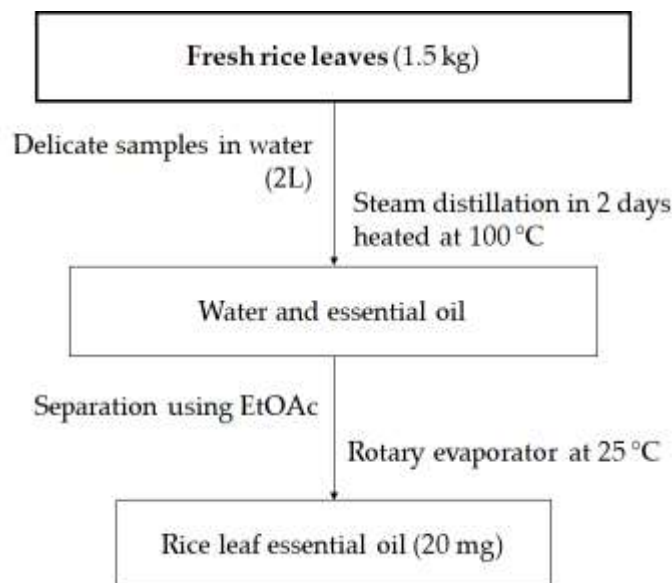 Fresh rice leaves (1.5 kg)
Delicate samples in water
(2L)
Steam distillation in 2 days
heated at 100 °C
Water and essential oil
Separation using EtOAc
Rotary evaporator at 25 °C
Rice leaf essential oil (20 mg)